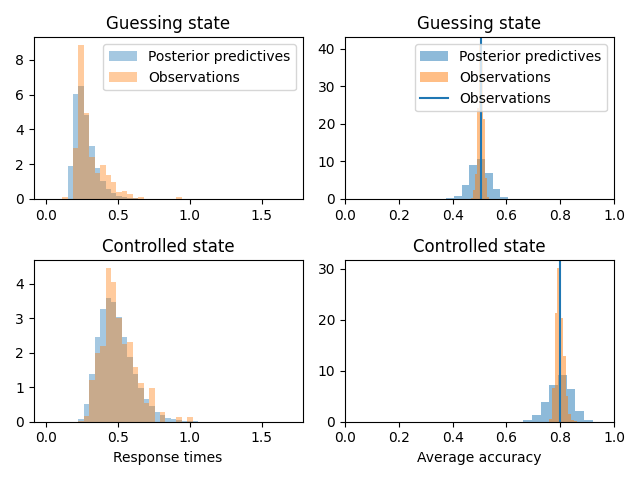 Guessing state
8
6
4
2
0
0.0 0.5 1.0 1.5
Posterior predictives
Observations
Guessing state
40
30
20
10
0
0.0 0.2 0.4 0.6 0.8 1.0
Posterior predictives
Observations
Observations
Controlled state
4
3
2
1
0
0.0 0.5 1.0 1.5
Response times
Controlled state
30
20
10
0
0.0 0.2 0.4 0.6 0.8 1.0
Average accuracy